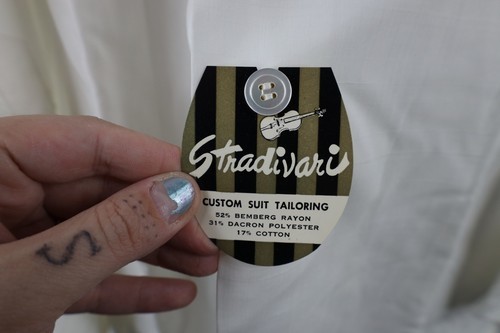 Stradivari
CUSTOM SUIT TAILORING
52% BEMBERG RAYON
31% DACRON POLYESTER
17% COTTON
S